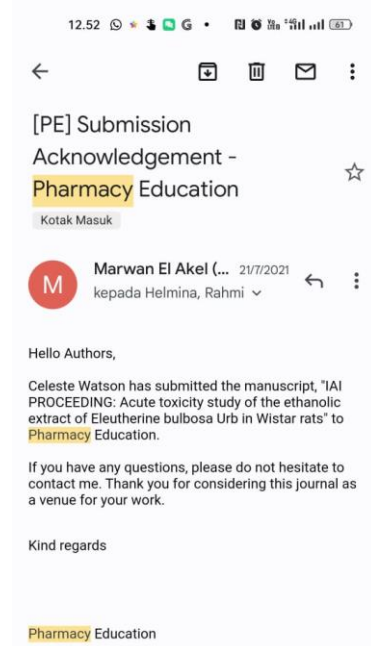 12.52
[PE] Submission
Acknowledgement -
Pharmacy Education
Kotak Masuk
M
Marwan El Akel (... 21/7/2021
kepada Helmina, Rahmi
Hello Authors,
Celeste Watson has submitted the manuscript, "IAI
PROCEEDING: Acute toxicity study of the ethanolic
extract of Eleutherine bulbosa Urb in Wistar rats" to
Pharmacy Education.
If you have any questions, please do not hesitate to
contact me. Thank you for considering this journal as
a venue for your work.
Kind regards
Pharmacy Education